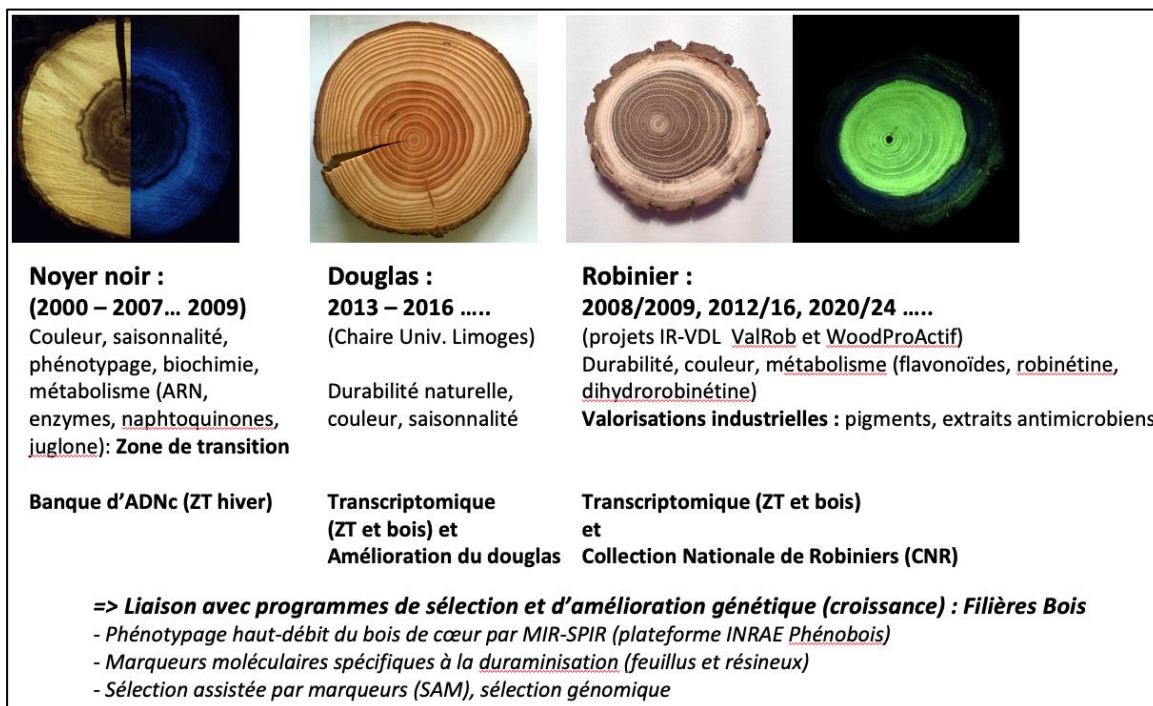 Noyer noir :
(2000 – 2007… 2009)
Couleur, saisonnalité,
phénotypage, biochimie,
métabolisme (ARN,
enzymes, naphtoquinones,
juglone): Zone de transition
Banque d'ADNc (ZT hiver)
Douglas :
2013 – 2016 …..
(Chaire Univ. Limoges)
Durabilité naturelle,
couleur, saisonnalité
Transcriptomique
(ZT et bois) et
Amélioration du douglas
Robinier :
2008/2009, 2012/16, 2020/24 …..
(projets IR-VDL ValRob et WoodProActif)
Durabilité, couleur, métabolisme (flavonoïdes, robinétine,
dihydrorobinétine)
Valorisations industrielles : pigments, extraits antimicrobiens
Transcriptomique (ZT et bois)
et
Collection Nationale de Robiniers (CNR)
=> Liaison avec programmes de sélection et d'amélioration génétique (croissance) : Filières Bois
- Phénotypage haut-débit du bois de cœur par MIR-SPIR (plateforme INRAE Phénobois)
- Marqueurs moléculaires spécifiques à la duraminisation (feuillus et résineux)
- Sélection assistée par marqueurs (SAM), sélection génomique